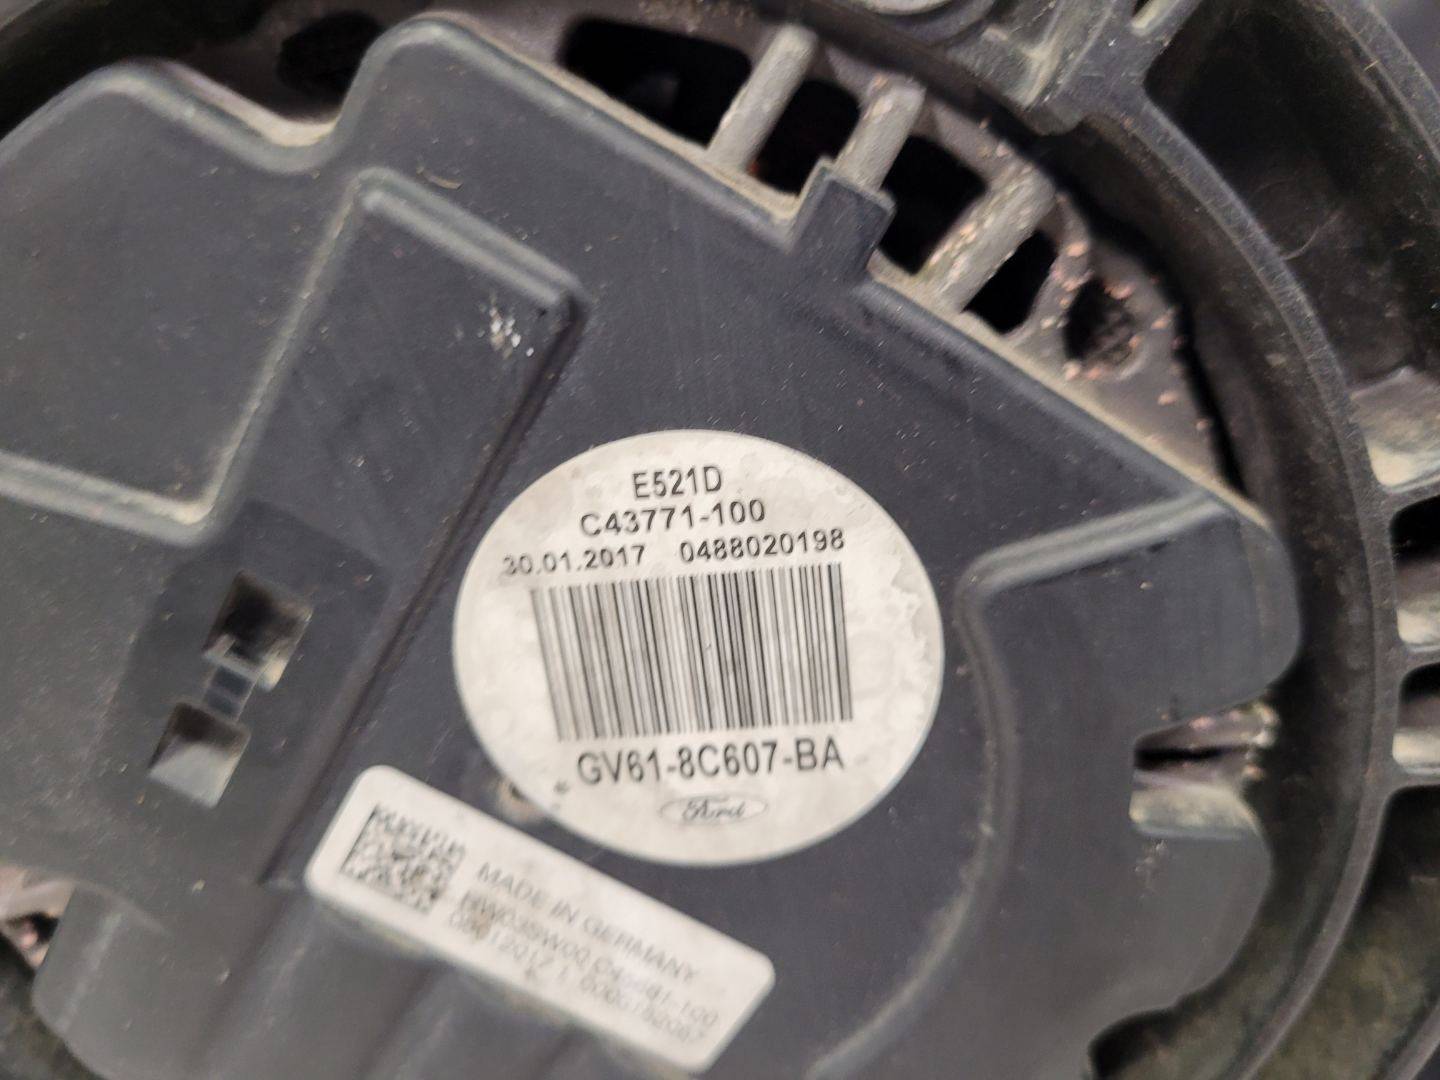 E521D
C43771-100
30.01.2017 0488020198
GV61-8C607-BA
Ford
MADE IN GERMANY